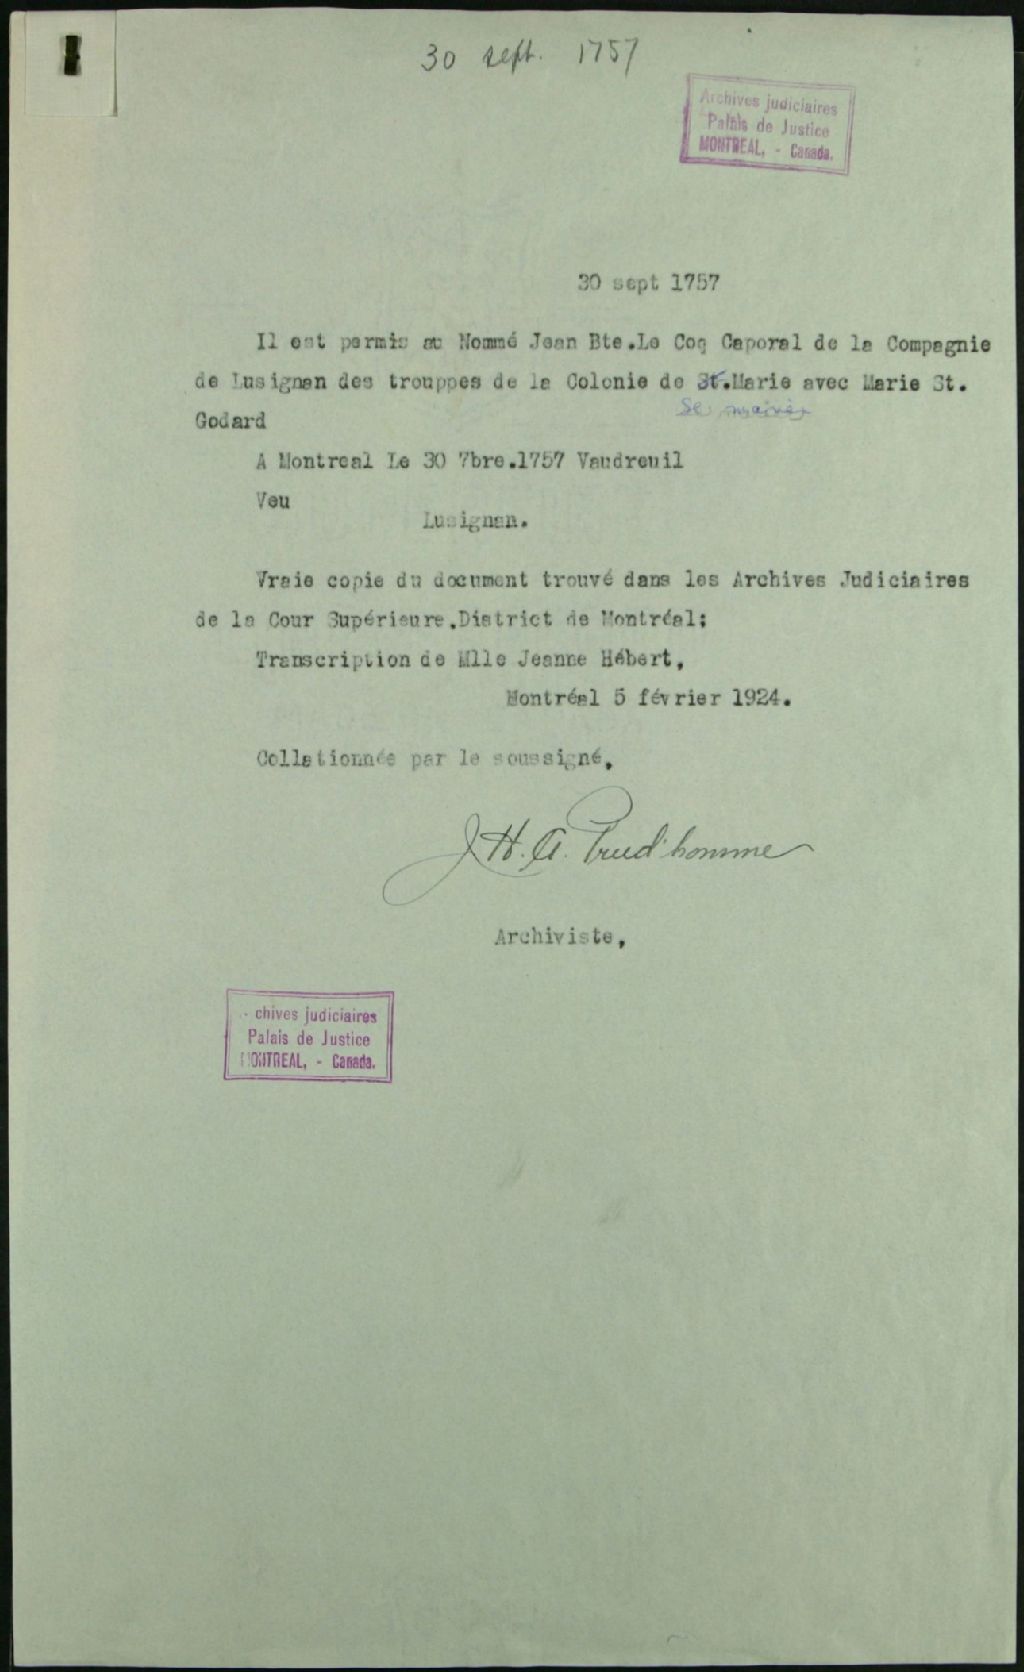 30 sept. 1757
Archives judiciaires
Palais de Justice
MONTREAL, - Canada.
30 sept 1757
Il est permis au Nommé Jean Bte.Le Coq Caporal de la Compagnie
de Lusignan des trouppes de la Colonie de St.Marie avec Marie St.
se marier
Godard
A Montreal Le 30 7bre.1757 Vaudreuil
Veu
Lusignan.
Vraie copie du document trouvé dans les Archives Judiciaires
de la Cour Supérieure.District de Montréal;
Transcription de Mlle Jeanne Hébert,
Montréal 5 février 1924.
Collationnée par le soussigné,
J. H. A. Prud'homme
Archiviste,
chives judiciaires
Palais de Justice
MONTREAL, - Canada.